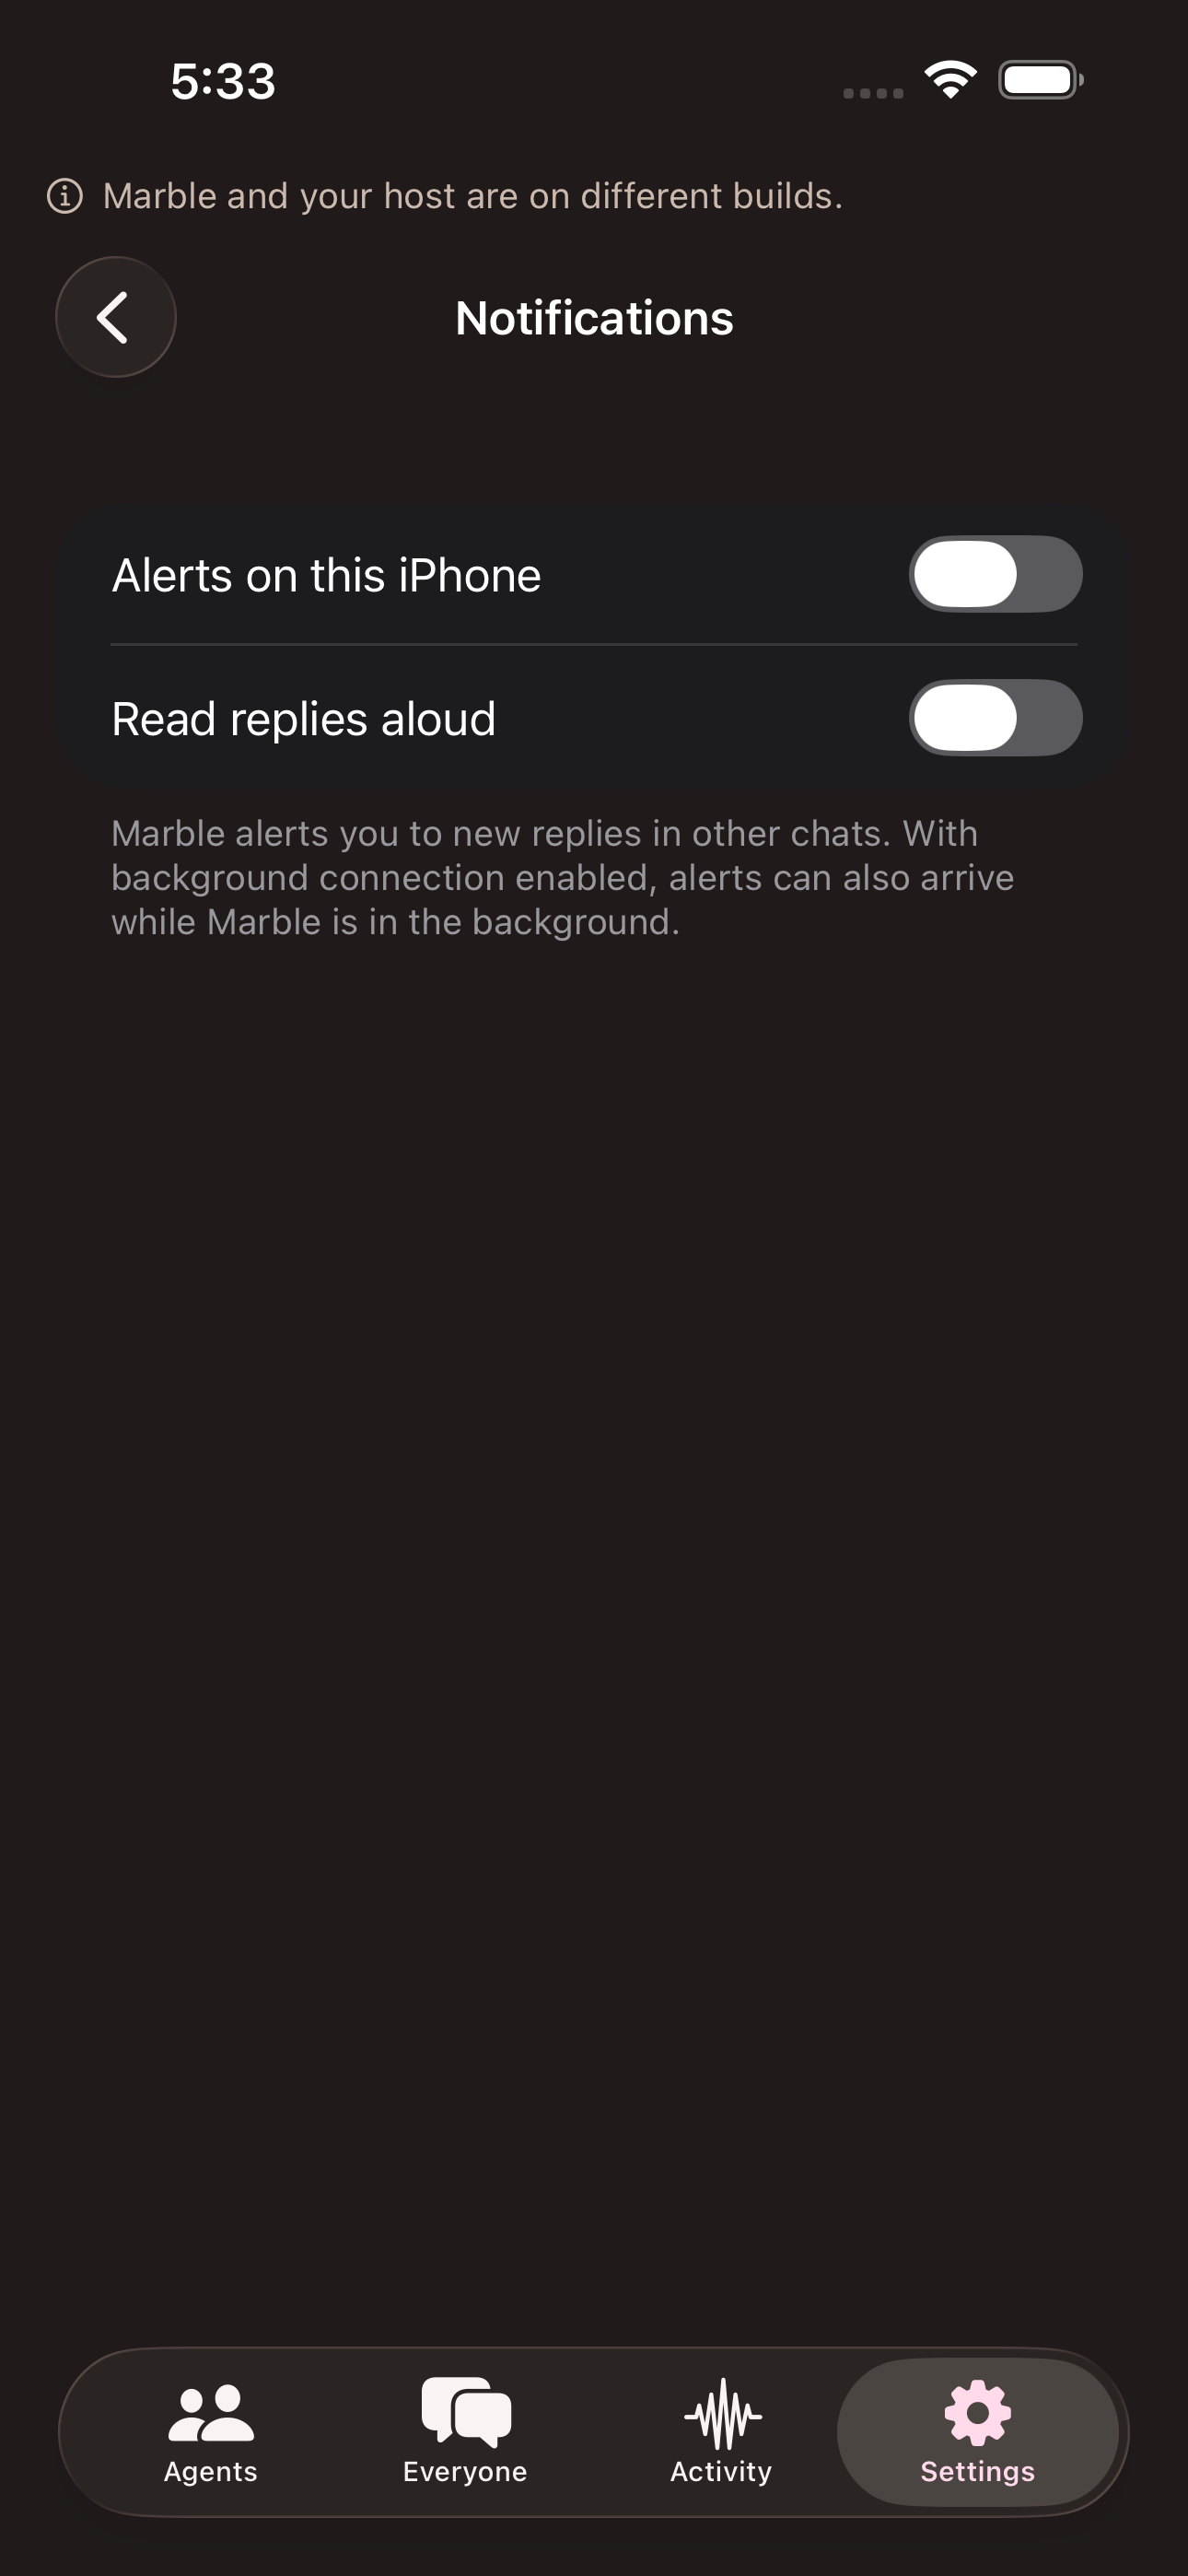 5:33
Marble and your host are on different builds.
Notifications
Alerts on this iPhone
Read replies aloud
Marble alerts you to new replies in other chats. With
background connection enabled, alerts can also arrive
while Marble is in the background.
Agents
Everyone
Activity
Settings